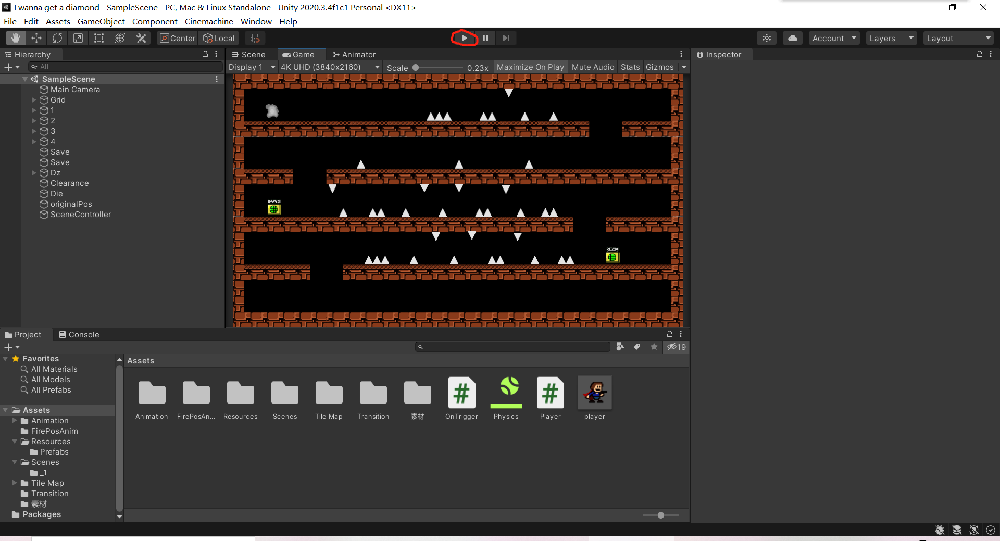 I wanna get a diamond - SampleScene - PC, Mac & Linux Standalone - Unity 2020.3.4f1c1 Personal <DX11>
File Edit Assets GameObject Component Cinemachine Window Help
Center Local Account Layers Layout
Hierarchy
All
SampleScene
Main Camera
Grid
1
2
3
4
Save
Save
Dz
Clearance
Die
originalPos
SceneController
Scene Game Animator
Display 1 4K UHD (3840x2160) Scale 0.23x Maximize On Play Mute Audio Stats Gizmos
SAVE!
SAVE!
Inspector
Project Console
19
Favorites
All Materials
All Models
All Prefabs
Assets
Animation
FirePosAnim
Resources
Prefabs
Scenes
_1
Tile Map
Transition
素材
Packages
Assets
Animation FirePosAn... Resources Scenes Tile Map Transition 素材 OnTrigger Physics Player player